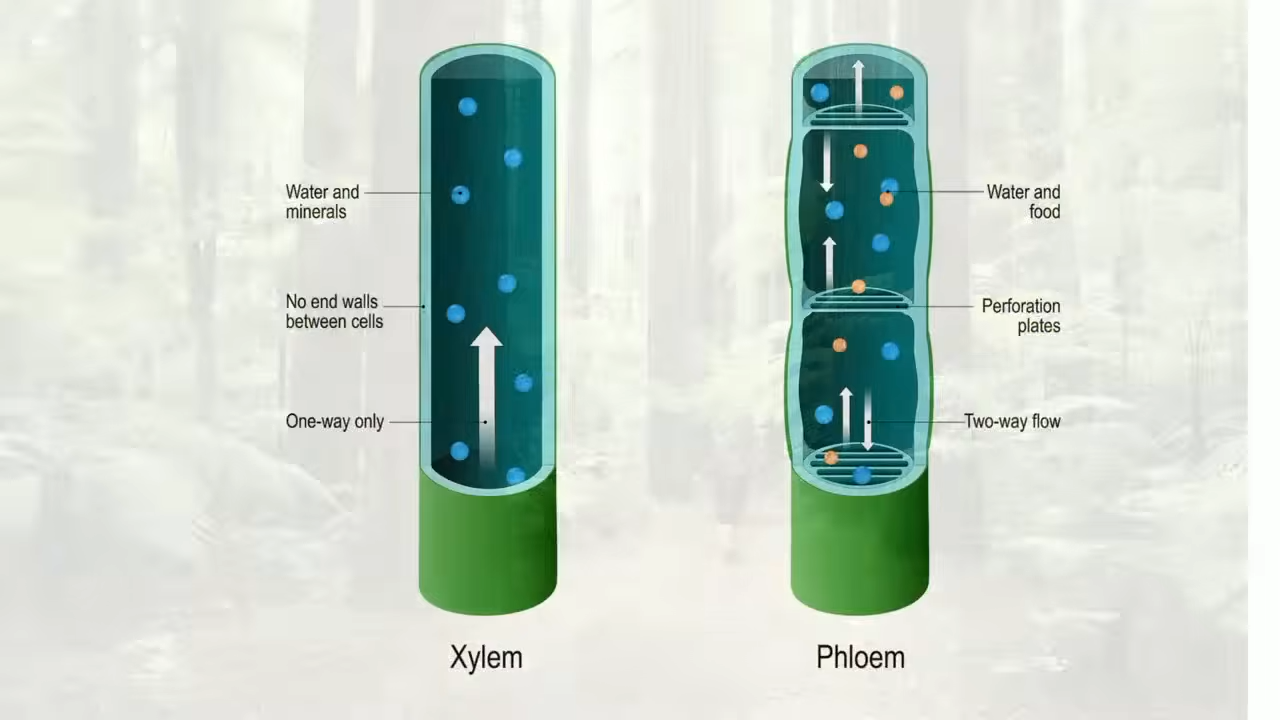 Water and
minerals
No end walls
between cells
One-way only
Xylem
Water and
food
Perforation
plates
Two-way flow
Phloem